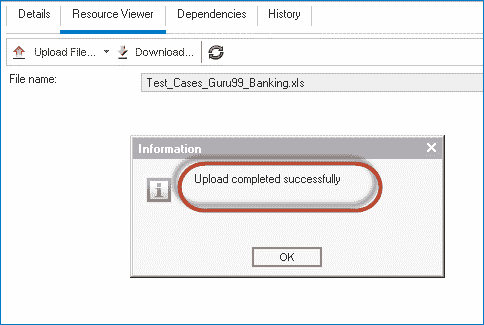 Details Resource Viewer Dependencies History
Upload File... Download...
File name: Test_Cases_Guru99_Banking.xls
Information
Upload completed successfully
OK